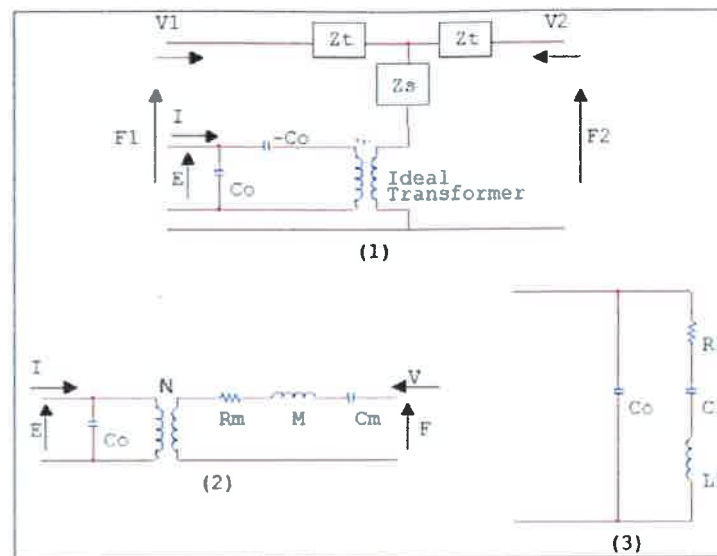 V1
V2
Zt
Zt
Zs
I
F1
F2
-Co
E
Co
Ideal
Transformer
(1)
I
N
V
E
Co
Rm
M
Cm
F
(2)
Co
R
C
L
(3)